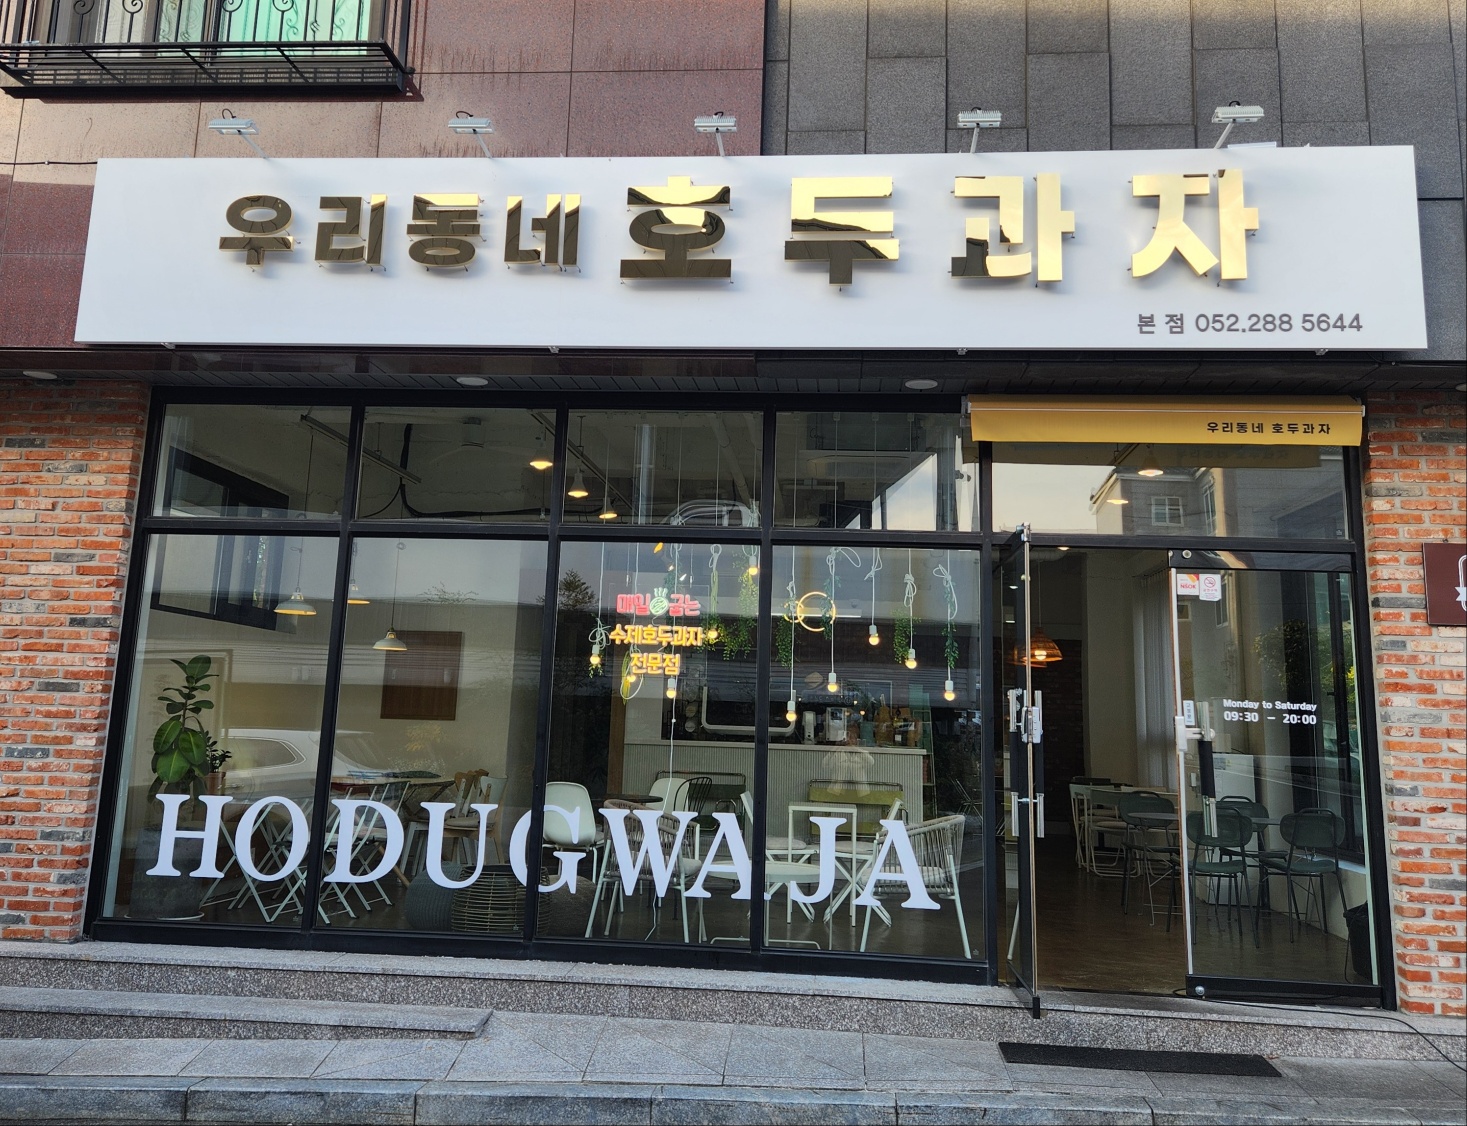 우리동네 호두과자
본점 052.288 5644
우리동네 호두과자
매일 굽는
수제호두과자
전문점
Monday to Saturday
09:30 – 20:00
HODUGWAJA